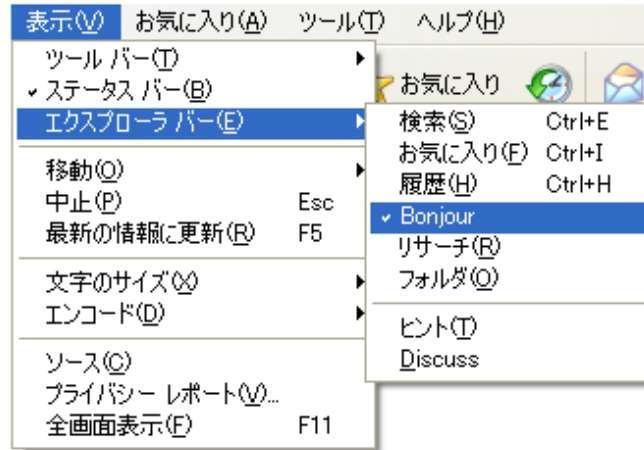 表示(V) お気に入り(A) ツール(T) ヘルプ(H)
お気に入り
ツール バー(T)
ステータス バー(B)
エクスプローラ バー(E)
移動(O)
中止(P) Esc
最新の情報に更新(R) F5
文字のサイズ(X)
エンコード(D)
ソース(C)
プライバシー レポート(V)...
全画面表示(F) F11
検索(S) Ctrl+E
お気に入り(F) Ctrl+I
履歴(H) Ctrl+H
Bonjour
リサーチ(R)
フォルダ(O)
ヒント(T)
Discuss